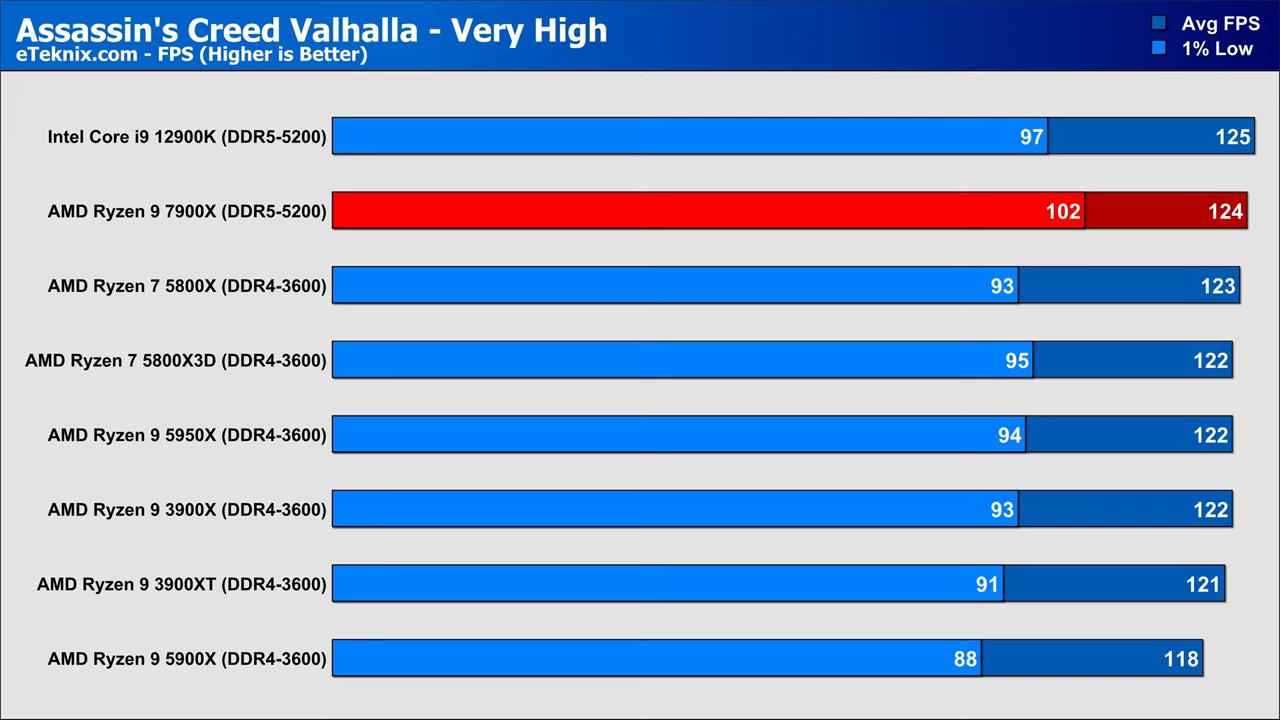 Assassin's Creed Valhalla - Very High
eTeknix.com - FPS (Higher is Better)
Avg FPS
1% Low
Intel Core i9 12900K (DDR5-5200) 97 125
AMD Ryzen 9 7900X (DDR5-5200) 102 124
AMD Ryzen 7 5800X (DDR4-3600) 93 123
AMD Ryzen 7 5800X3D (DDR4-3600) 95 122
AMD Ryzen 9 5950X (DDR4-3600) 94 122
AMD Ryzen 9 3900X (DDR4-3600) 93 122
AMD Ryzen 9 3900XT (DDR4-3600) 91 121
AMD Ryzen 9 5900X (DDR4-3600) 88 118